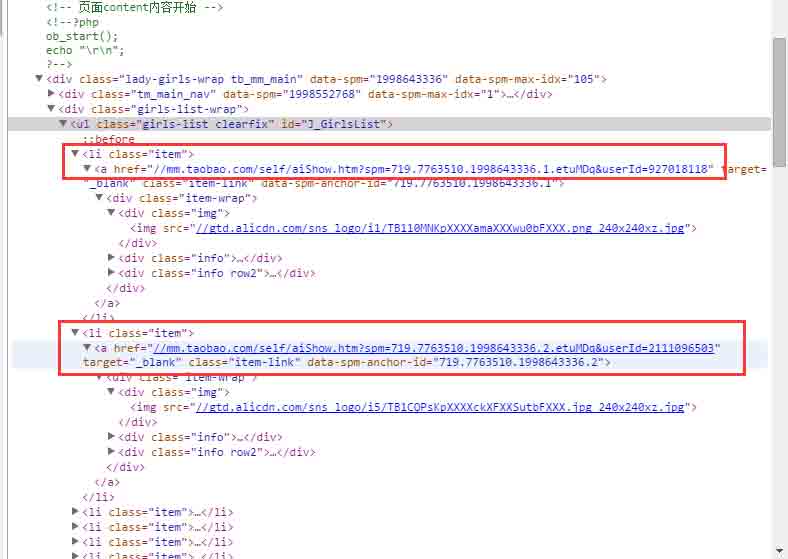 <!-- 页面content内容开始 -->
<!--?php
ob_start();
echo "\r\n";
?-->
▼<div class="lady-girls-wrap tb_mm_main" data-spm="1998643336" data-spm-max-idx="105">
▶<div class="tm_main_nav" data-spm="1998552768" data-spm-max-idx="1">…</div>
▼<div class="girls-list-wrap">
▼<ul class="girls-list clearfix" id="J_GirlsList">
::before
▼<li class="item">
▼<a href="//mm.taobao.com/self/aiShow.htm?spm=719.7763510.1998643336.1.etuMDq&userId=927018118" target=
"_blank" class="item-link" data-spm-anchor-id="719.7763510.1998643336.1">
▼<div class="item-wrap">
▼<div class="img">
<img src="//gtd.alicdn.com/sns_logo/i1/TB110MNKpXXXXamaXXXwu0bFXXX.png_240x240xz.jpg">
</div>
▶<div class="info">…</div>
▶<div class="info row2">…</div>
</div>
</a>
</li>
▼<li class="item">
▼<a href="//mm.taobao.com/self/aiShow.htm?spm=719.7763510.1998643336.2.etuMDq&userId=2111096503"
target="_blank" class="item-link" data-spm-anchor-id="719.7763510.1998643336.2">
▼<div class="item-wrap">
▼<div class="img">
<img src="//gtd.alicdn.com/sns_logo/i5/TB1CQPsKpXXXXckXFXXSutbFXXX.jpg_240x240xz.jpg">
</div>
▶<div class="info">…</div>
▶<div class="info row2">…</div>
</div>
</a>
</li>
▶<li class="item">…</li>
▶<li class="item">…</li>
▶<li class="item">…</li>
▶<li class="item">…</li>